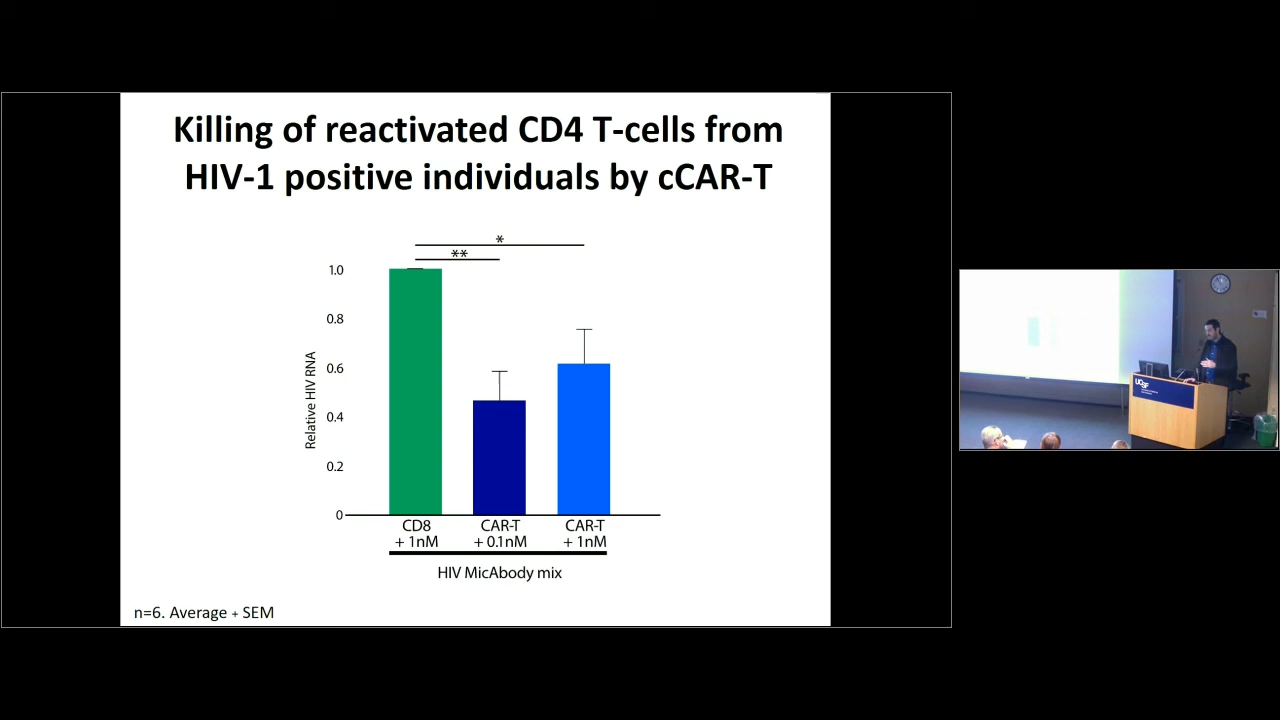 Killing of reactivated CD4 T-cells from
HIV-1 positive individuals by cCAR-T
*
**
1.0
0.8
0.6
0.4
0.2
0
Relative HIV RNA
CD8 CAR-T CAR-T
+ 1nM + 0.1nM + 1nM
HIV MicAbody mix
n=6. Average + SEM
UCSF